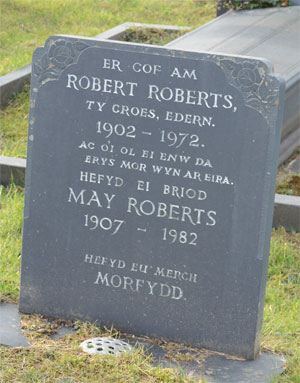 ER COF AM
ROBERT ROBERTS,
TY CROES, EDERN.
1902 - 1972.
AC O'I OL EI ENW DA
ERYS MOR WYN AR EIRA.
HEFYD EI BRIOD
MAY ROBERTS
1907 - 1982
HEFYD EU MERCH
MORFYDD.